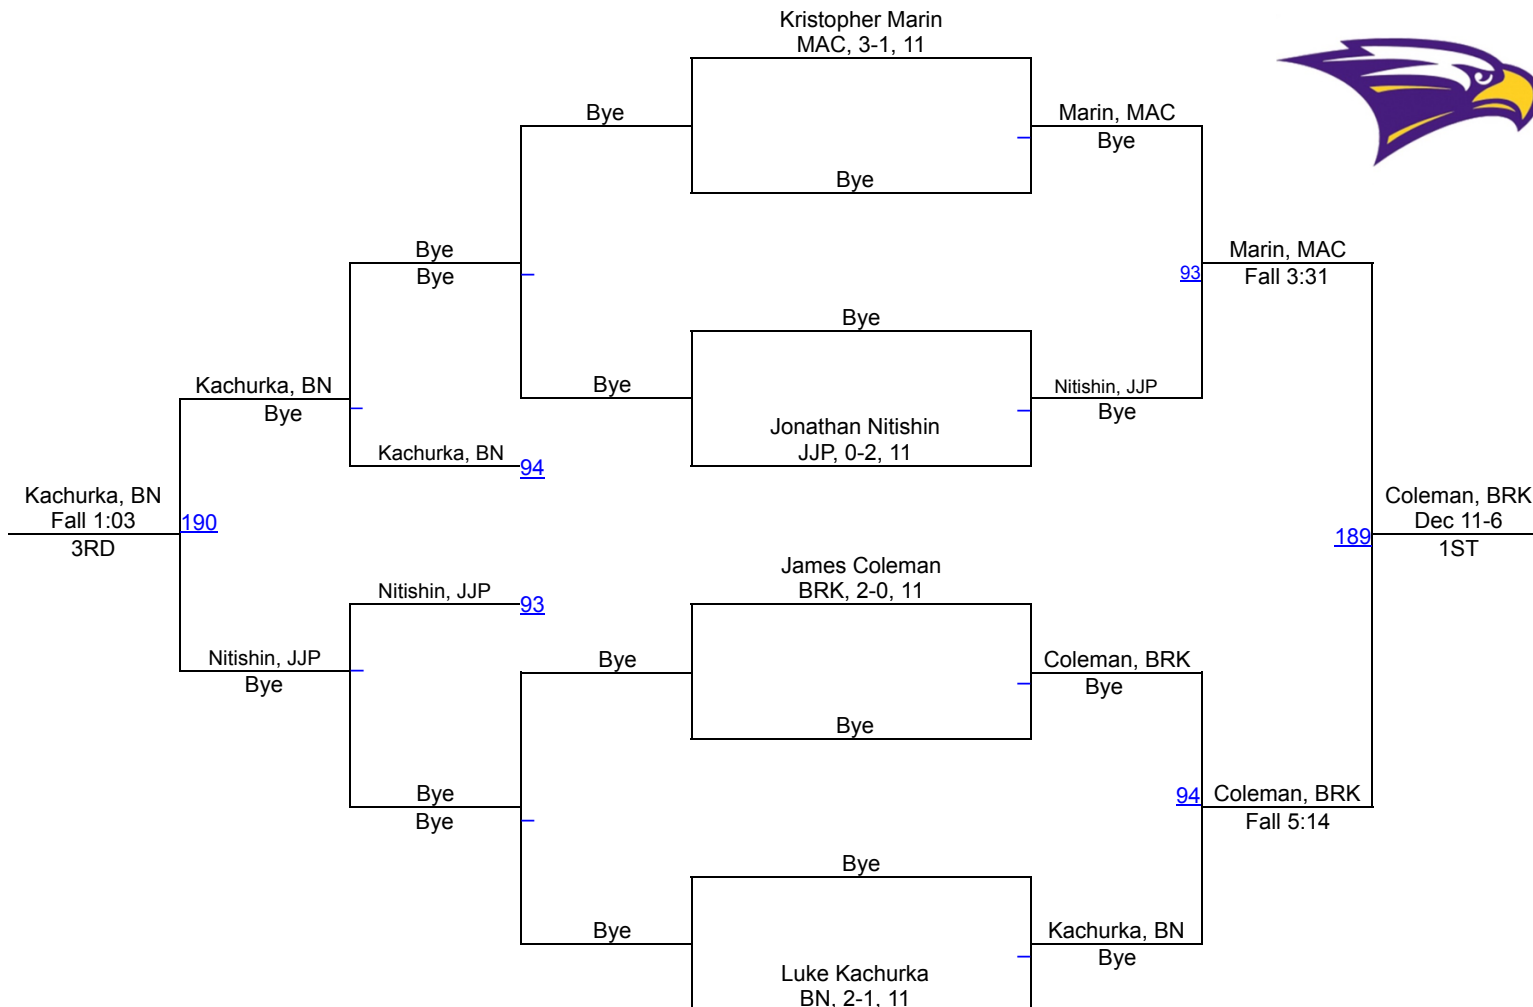 Kristopher Marin
MAC, 3-1, 11
Bye
Marin, MAC
Bye
Bye
Bye
Bye
Marin, MAC
93
Fall 3:31
Bye
Kachurka, BN
Bye
Bye
Nitishin, JJP
Bye
Jonathan Nitishin
JJP, 0-2, 11
Kachurka, BN
94
Kachurka, BN
Fall 1:03
190
3RD
Coleman, BRK
Dec 11-6
189
1ST
James Coleman
BRK, 2-0, 11
Nitishin, JJP
93
Nitishin, JJP
Bye
Bye
Coleman, BRK
Bye
Bye
Bye
Bye
94
Coleman, BRK
Fall 5:14
Bye
Bye
Kachurka, BN
Bye
Luke Kachurka
BN, 2-1, 11